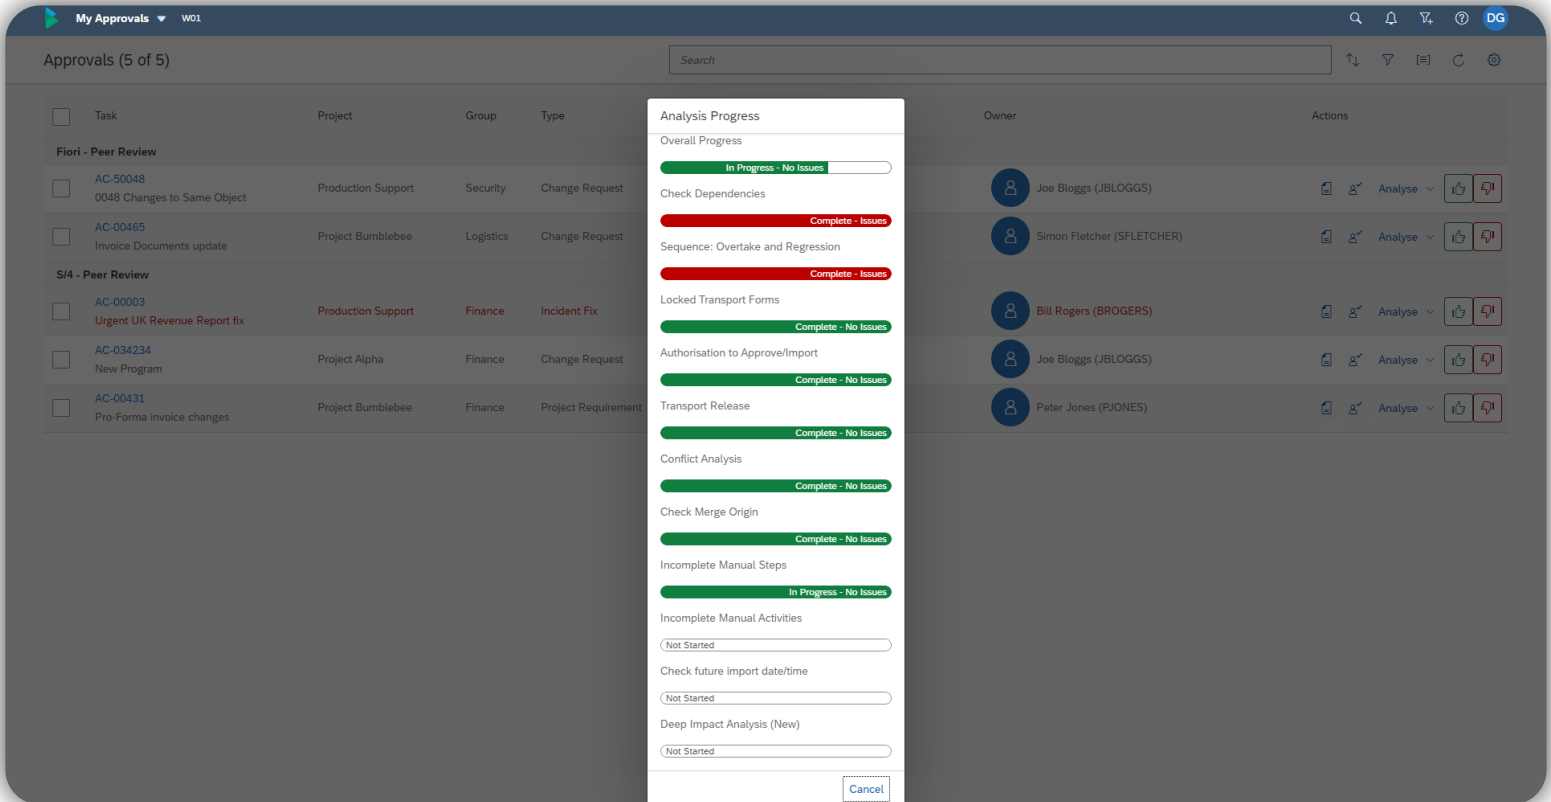 My Approvals W01
DG
Approvals (5 of 5)
Search
Task Project Group Type Owner Actions
Fiori - Peer Review
AC-50048
0048 Changes to Same Object
Production Support Security Change Request Joe Bloggs (JBLOGGS) Analyse
AC-00465
Invoice Documents update
Project Bumblebee Logistics Change Request Simon Fletcher (SFLETCHER) Analyse
S/4 - Peer Review
AC-00003
Urgent UK Revenue Report fix
Production Support Finance Incident Fix Bill Rogers (BROGERS) Analyse
AC-034234
New Program
Project Alpha Finance Change Request Joe Bloggs (JBLOGGS) Analyse
AC-00431
Pro-Forma invoice changes
Project Bumblebee Finance Project Requirement Peter Jones (PJONES) Analyse
Analysis Progress
Overall Progress
In Progress - No Issues
Check Dependencies
Complete - Issues
Sequence: Overtake and Regression
Complete - Issues
Locked Transport Forms
Complete - No Issues
Authorisation to Approve/Import
Complete - No Issues
Transport Release
Complete - No Issues
Conflict Analysis
Complete - No Issues
Check Merge Origin
Complete - No Issues
Incomplete Manual Steps
In Progress - No Issues
Incomplete Manual Activities
Not Started
Check future import date/time
Not Started
Deep Impact Analysis (New)
Not Started
Cancel